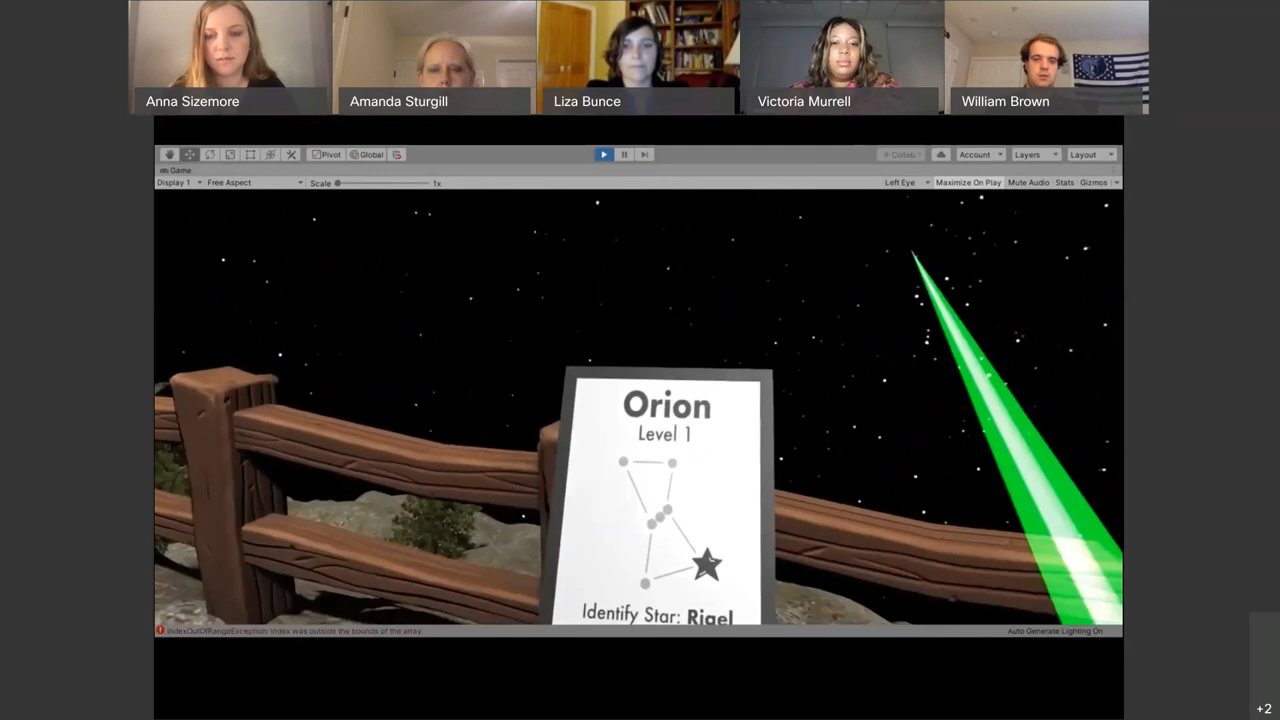 Anna Sizemore
Amanda Sturgill
Liza Bunce
Victoria Murrell
William Brown
Pivot Global
Collab Account Layers Layout
Game
Display 1 Free Aspect Scale 1x
Left Eye Maximize On Play Mute Audio Stats Gizmos
Orion
Level 1
Identify Star: Rigel
IndexOutOfRangeException: Index was outside the bounds of the array.
Auto Generate Lighting On
+2